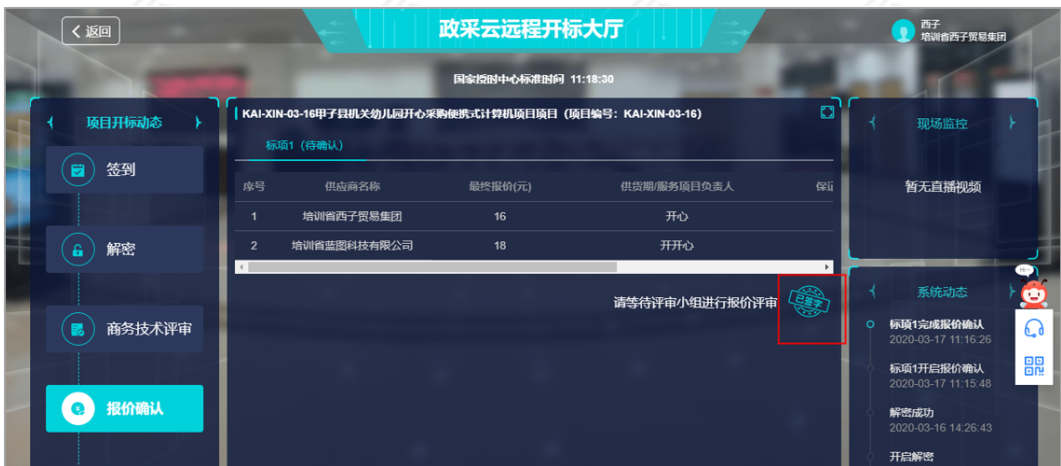 返回
政采云远程开标大厅
西子
培训省西子贸易集团
国家授时中心标准时间 11:18:30
项目开标动态
签到
解密
商务技术评审
报价确认
KAI-XIN-03-16甲子县机关幼儿园开心采购便携式计算机项目项目（项目编号：KAI-XIN-03-16）
标项1（待确认）
序号 供应商名称 最终报价(元) 供货期/服务项目负责人 保证
1 培训省西子贸易集团 16 开心
2 培训省蓝图科技有限公司 18 开开心
请等待评审小组进行报价评审
已签字
现场监控
暂无直播视频
Hi~
系统动态
标项1完成报价确认
2020-03-17 11:16:26
标项1开启报价确认
2020-03-17 11:15:48
解密成功
2020-03-16 14:26:43
开启解密